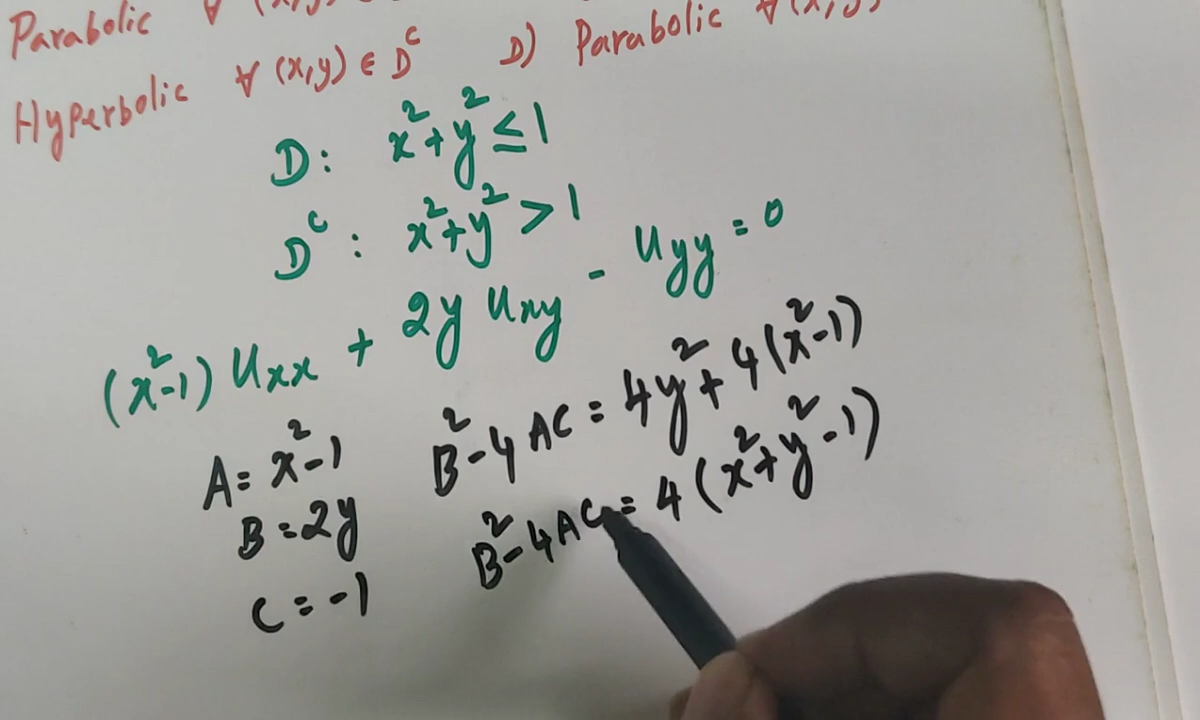 Parabolic ∀ (x,y)
Hyperbolic ∀ (x,y) ∈ D^c D) Parabolic ∀ (x,y)
D: x²+y² ≤ 1
D^c : x²+y² > 1
(x²-1) Uxx + 2y Uxy - Uyy = 0
A = x²-1 B²-4AC = 4y² + 4(x²-1)
B = 2y B²-4AC = 4(x²+y²-1)
C = -1